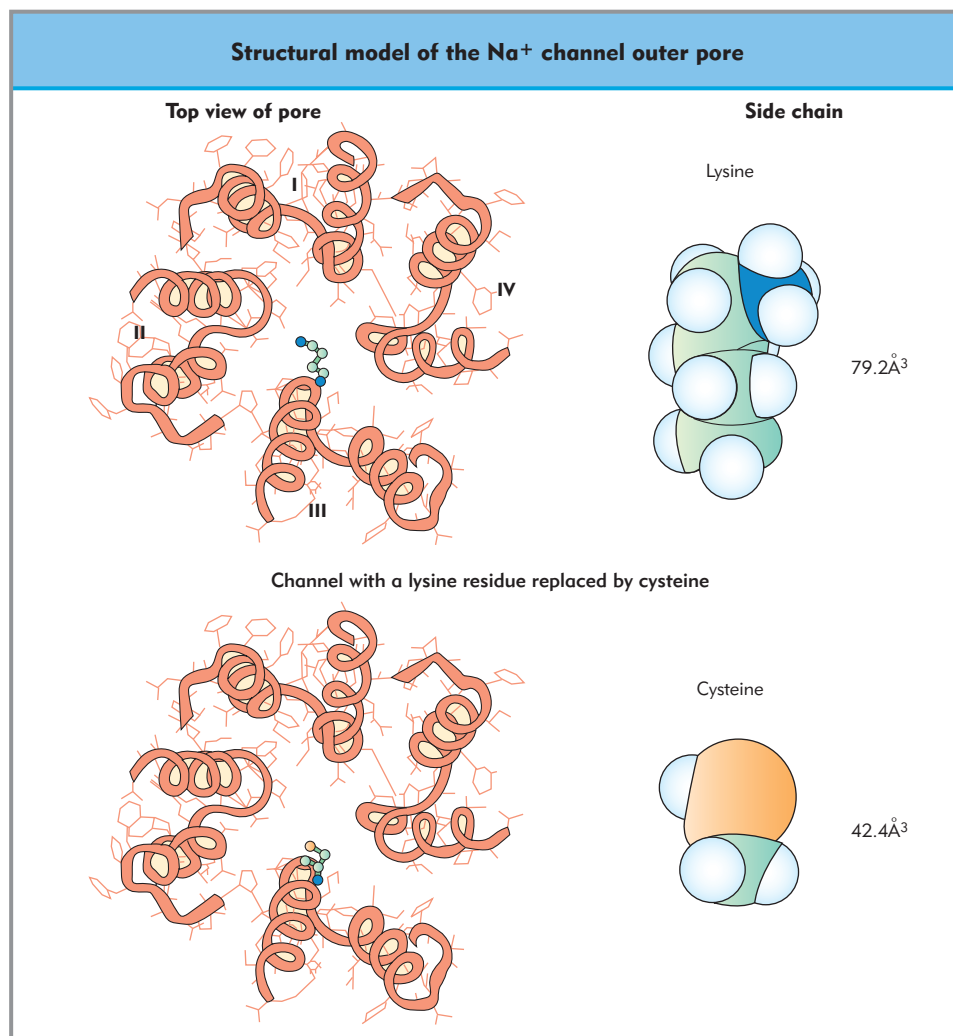 Structural model of the Na+ channel outer pore
Top view of pore
Side chain
I
Lysine
IV
II
79.2Å3
III
Channel with a lysine residue replaced by cysteine
Cysteine
42.4Å3